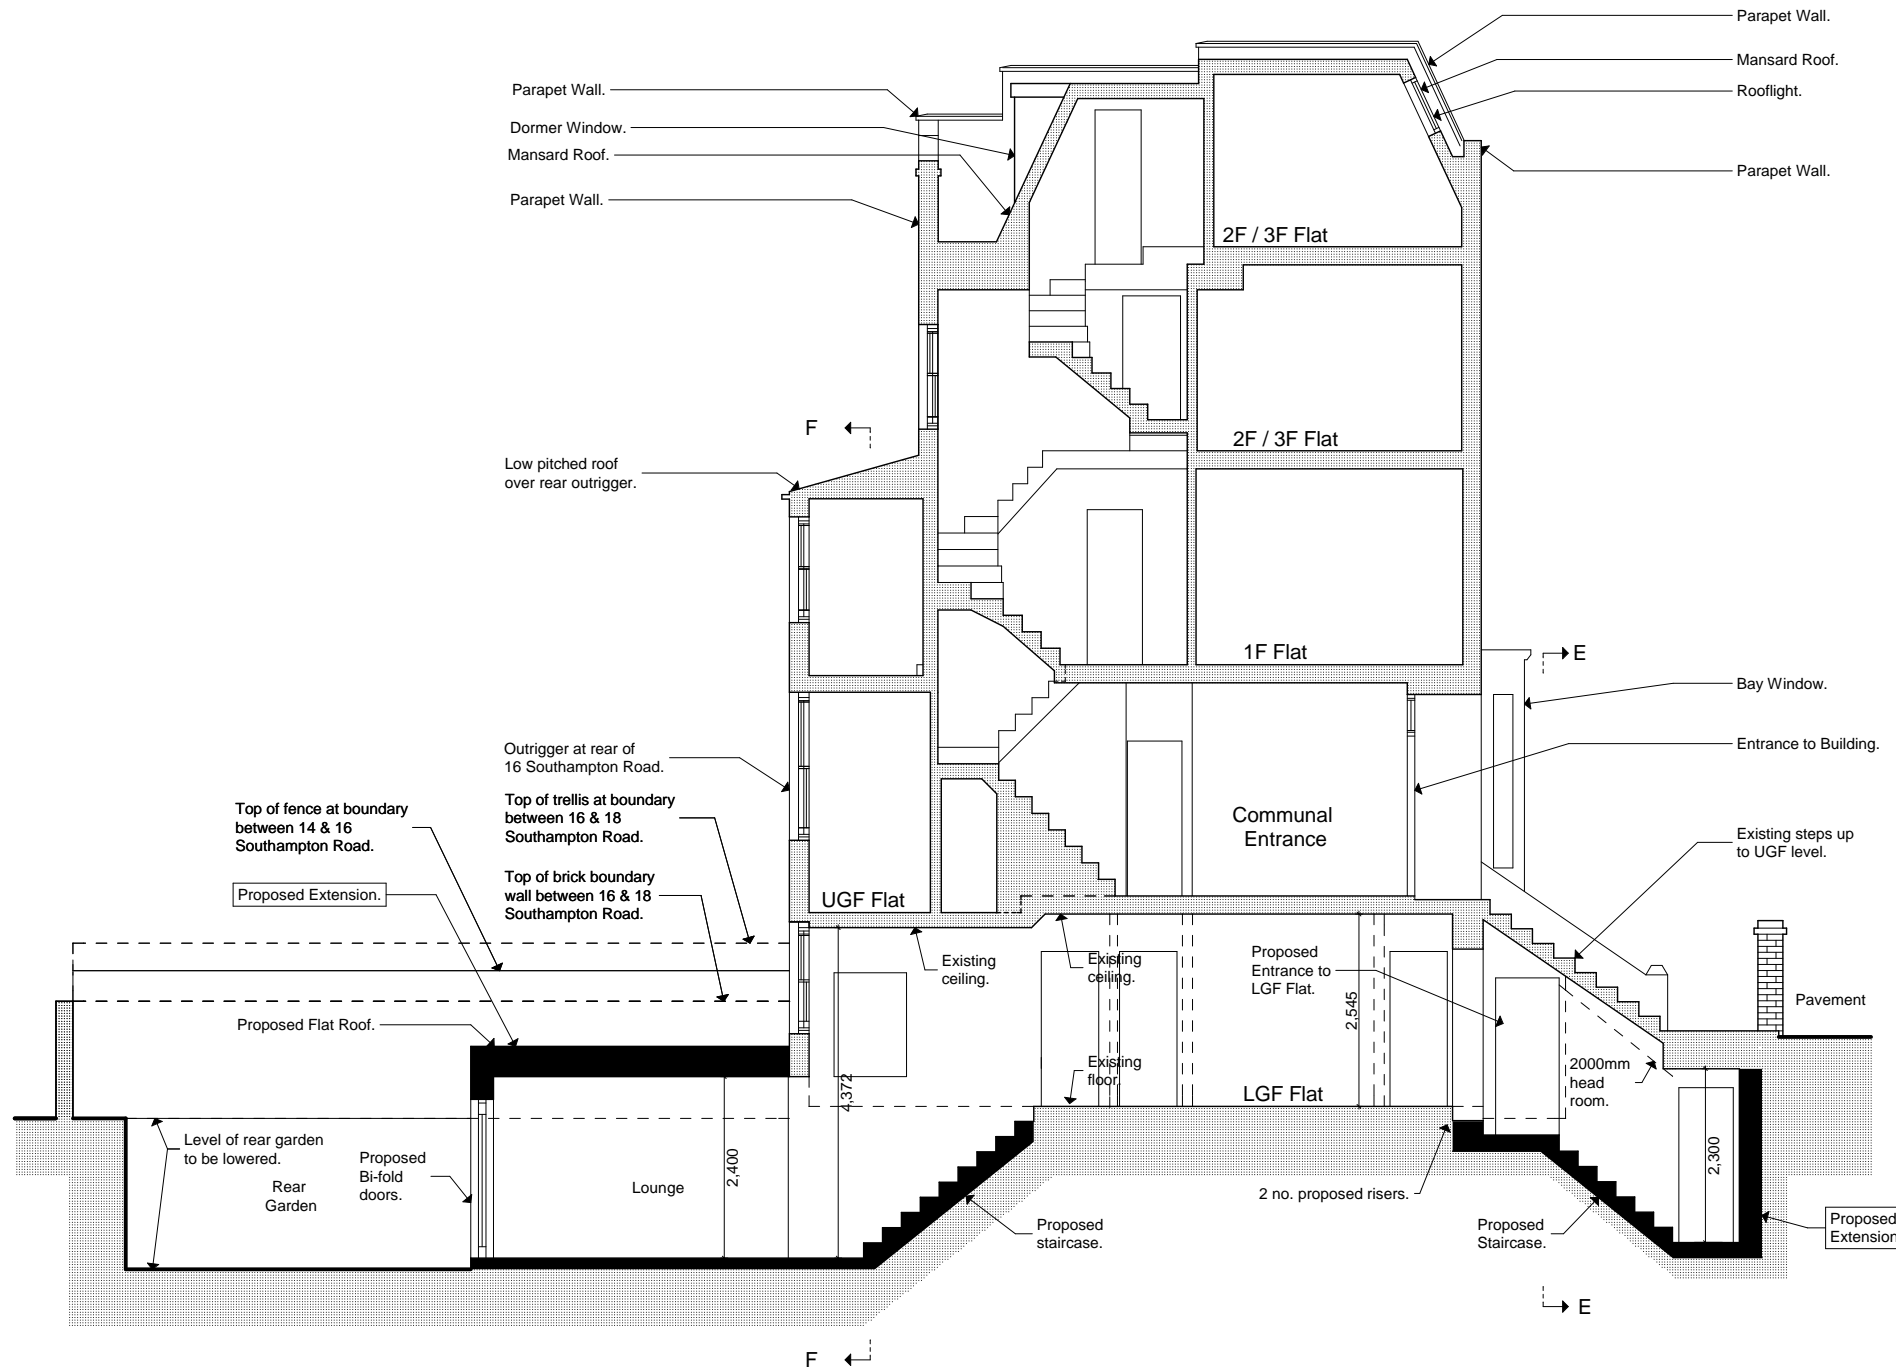 Parapet Wall.
Mansard Roof.
Rooflight.
Parapet Wall.
Parapet Wall.
Dormer Window.
Mansard Roof.
Parapet Wall.
2F / 3F Flat
2F / 3F Flat
F
Low pitched roof
over rear outrigger.
1F Flat
E
Bay Window.
Entrance to Building.
Outrigger at rear of
16 Southampton Road.
Top of fence at boundary
between 14 & 16
Southampton Road.
Top of trellis at boundary
between 16 & 18
Southampton Road.
Communal
Entrance
Existing steps up
to UGF level.
Proposed Extension.
Top of brick boundary
wall between 16 & 18
Southampton Road.
UGF Flat
Existing
ceiling.
Existing
ceiling.
Proposed
Entrance to
LGF Flat.
2,545
Pavement
Proposed Flat Roof.
4,372
Existing
floor.
LGF Flat
2000mm
head
room.
Level of rear garden
to be lowered.
Rear
Garden
Proposed
Bi-fold
doors.
Lounge
2,400
2 no. proposed risers.
2,300
Proposed
staircase.
Proposed
Staircase.
Proposed
Extension
E
F